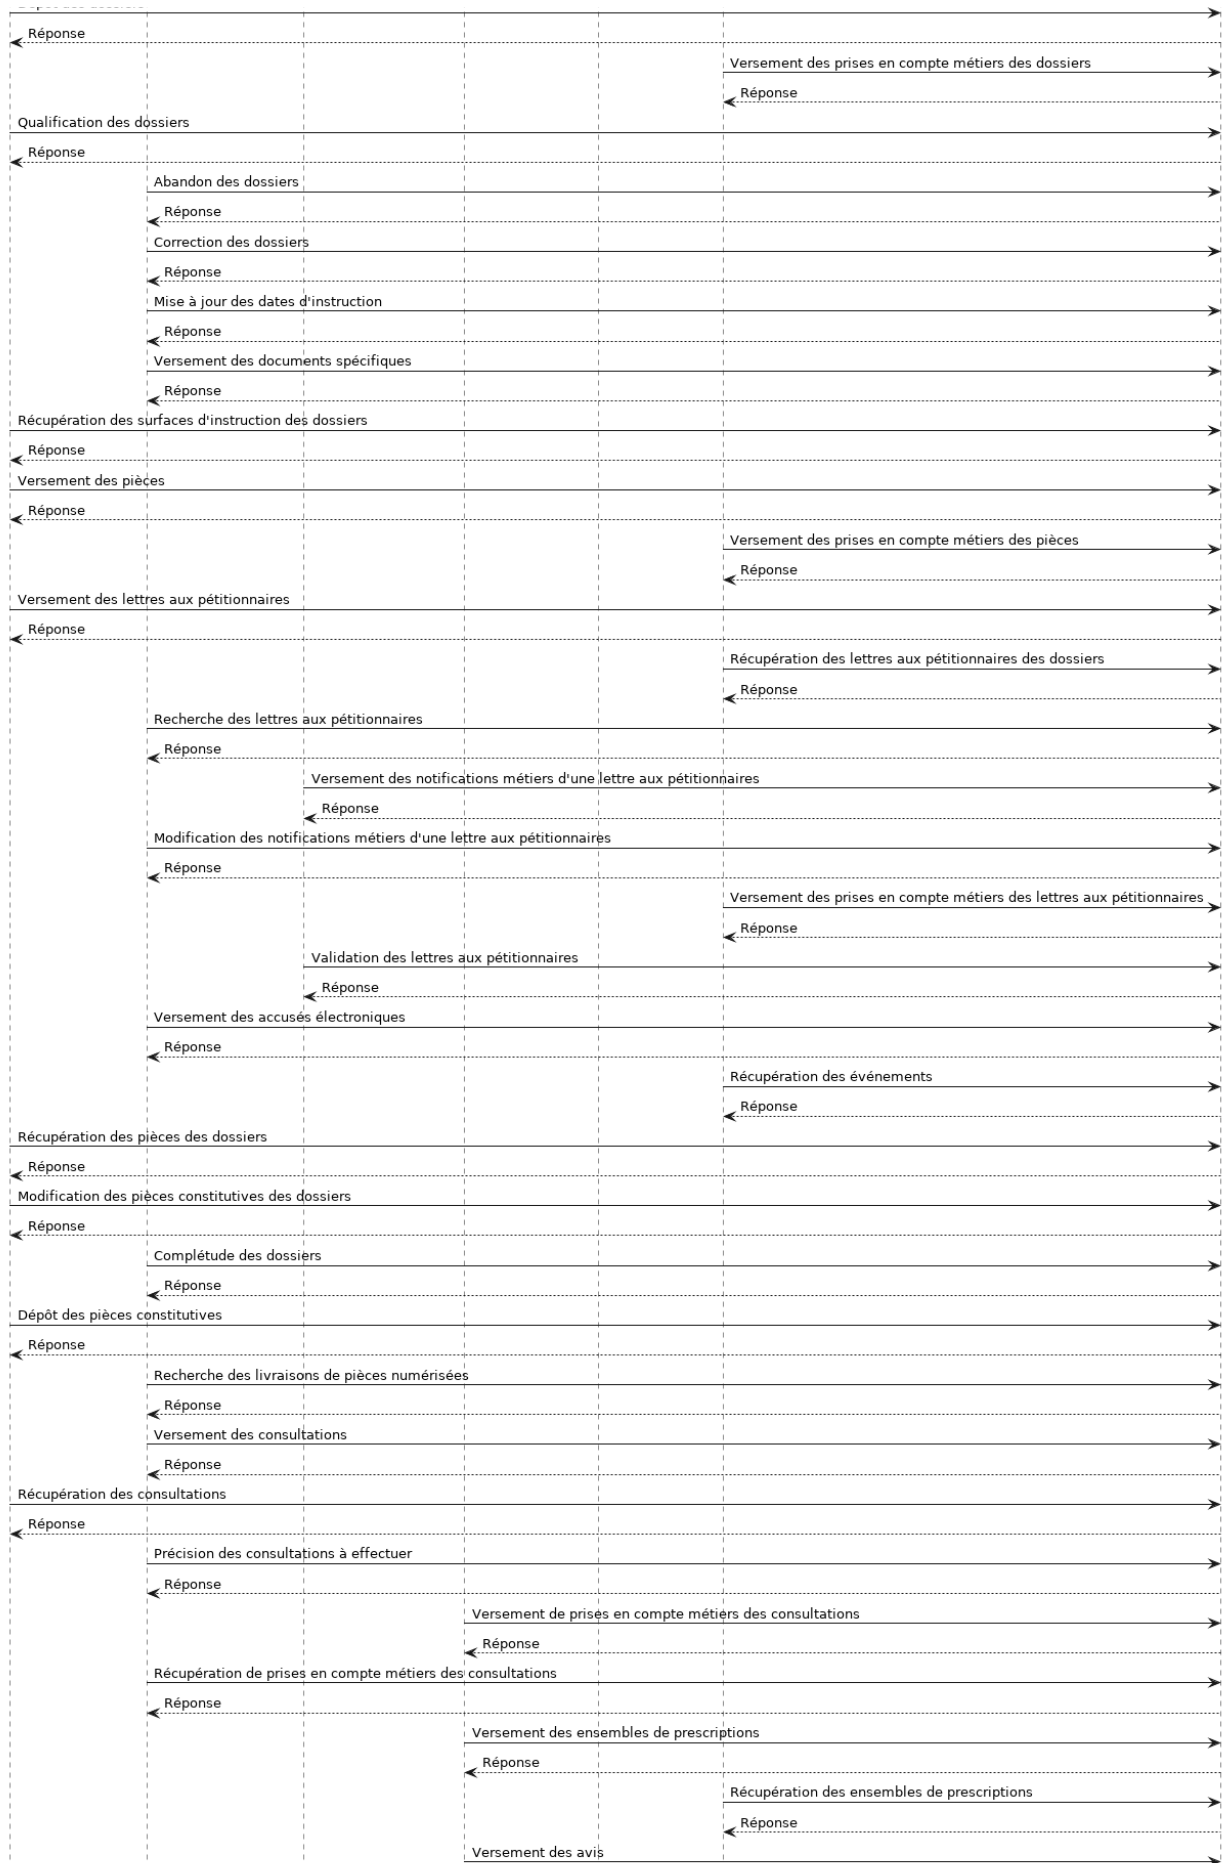 Réponse
Versement des prises en compte métiers des dossiers
Réponse
Qualification des dossiers
Réponse
Abandon des dossiers
Réponse
Correction des dossiers
Réponse
Mise à jour des dates d'instruction
Réponse
Versement des documents spécifiques
Réponse
Récupération des surfaces d'instruction des dossiers
Réponse
Versement des pièces
Réponse
Versement des prises en compte métiers des pièces
Réponse
Versement des lettres aux pétitionnaires
Réponse
Récupération des lettres aux pétitionnaires des dossiers
Réponse
Recherche des lettres aux pétitionnaires
Réponse
Versement des notifications métiers d'une lettre aux pétitionnaires
Réponse
Modification des notifications métiers d'une lettre aux pétitionnaires
Réponse
Versement des prises en compte métiers des lettres aux pétitionnaires
Réponse
Validation des lettres aux pétitionnaires
Réponse
Versement des accusés électroniques
Réponse
Récupération des événements
Réponse
Récupération des pièces des dossiers
Réponse
Modification des pièces constitutives des dossiers
Réponse
Complétude des dossiers
Réponse
Dépôt des pièces constitutives
Réponse
Recherche des livraisons de pièces numérisées
Réponse
Versement des consultations
Réponse
Récupération des consultations
Réponse
Précision des consultations à effectuer
Réponse
Versement de prises en compte métiers des consultations
Réponse
Récupération de prises en compte métiers des consultations
Réponse
Versement des ensembles de prescriptions
Réponse
Récupération des ensembles de prescriptions
Réponse
Versement des avis